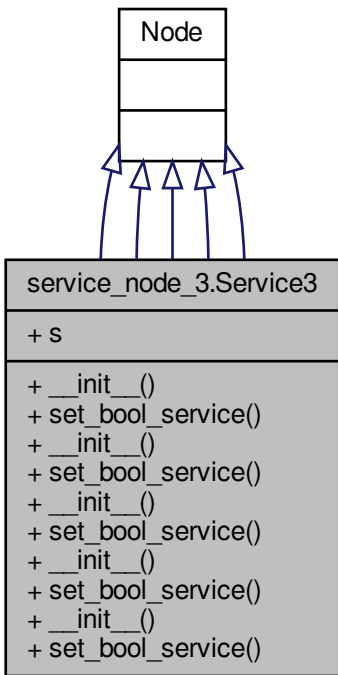 Node
service_node_3.Service3
+ s
+ __init__()
+ set_bool_service()
+ __init__()
+ set_bool_service()
+ __init__()
+ set_bool_service()
+ __init__()
+ set_bool_service()
+ __init__()
+ set_bool_service()